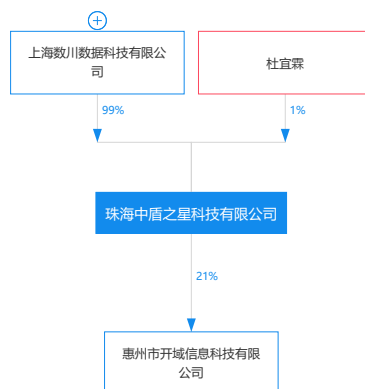 上海数川数据科技有限公
司
杜宜霖
99%
1%
珠海中盾之星科技有限公司
21%
惠州市开域信息科技有限
公司